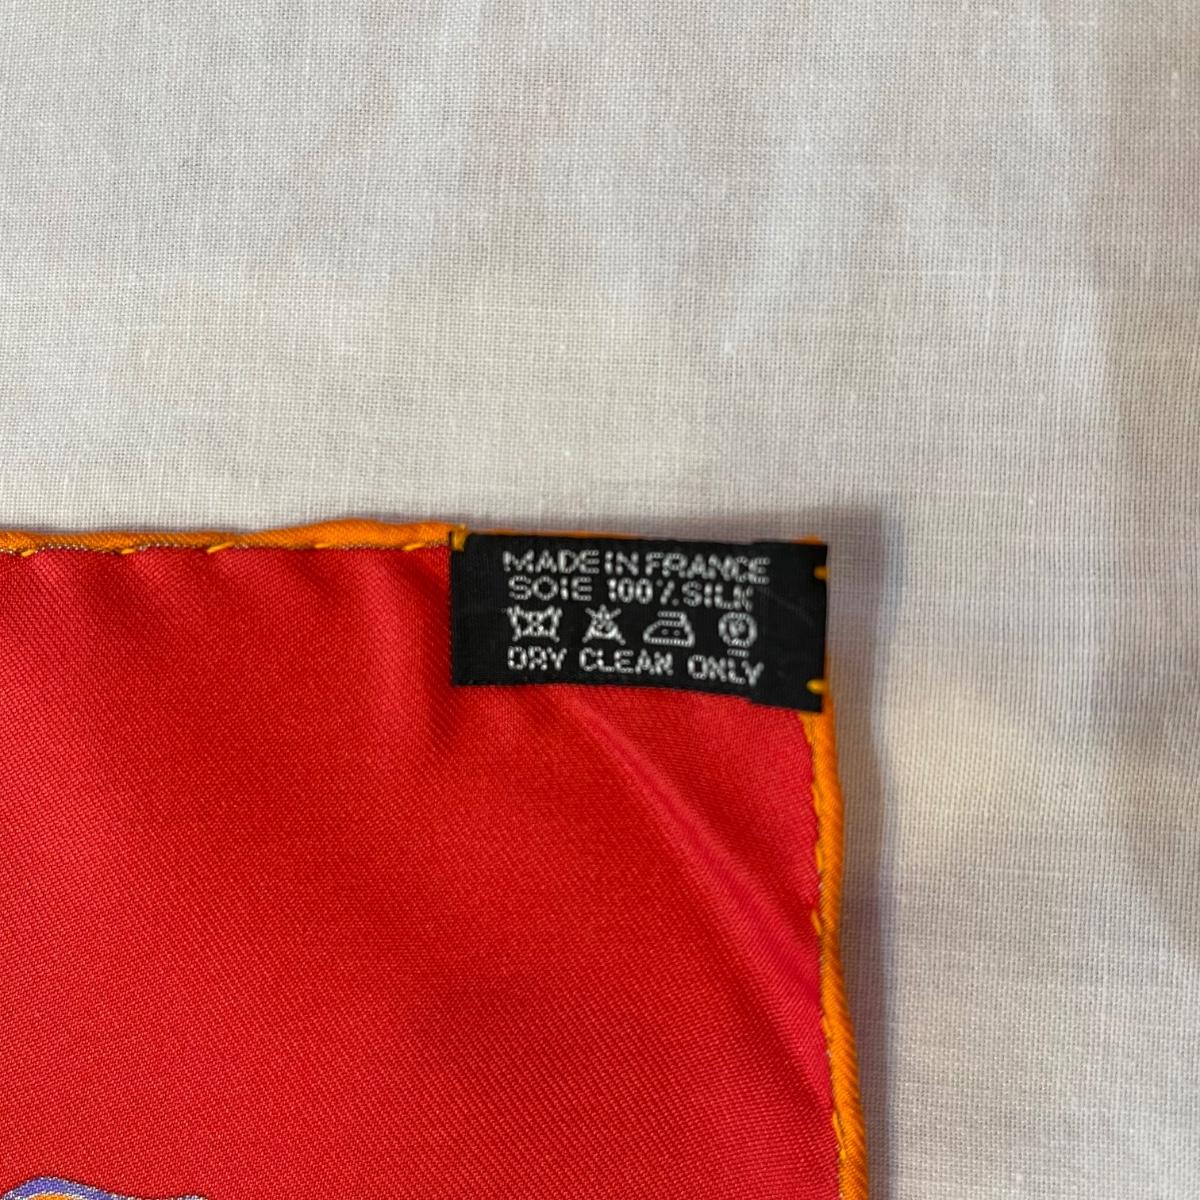 MADE IN FRANCE
SOIE 100% SILK
DRY CLEAN ONLY